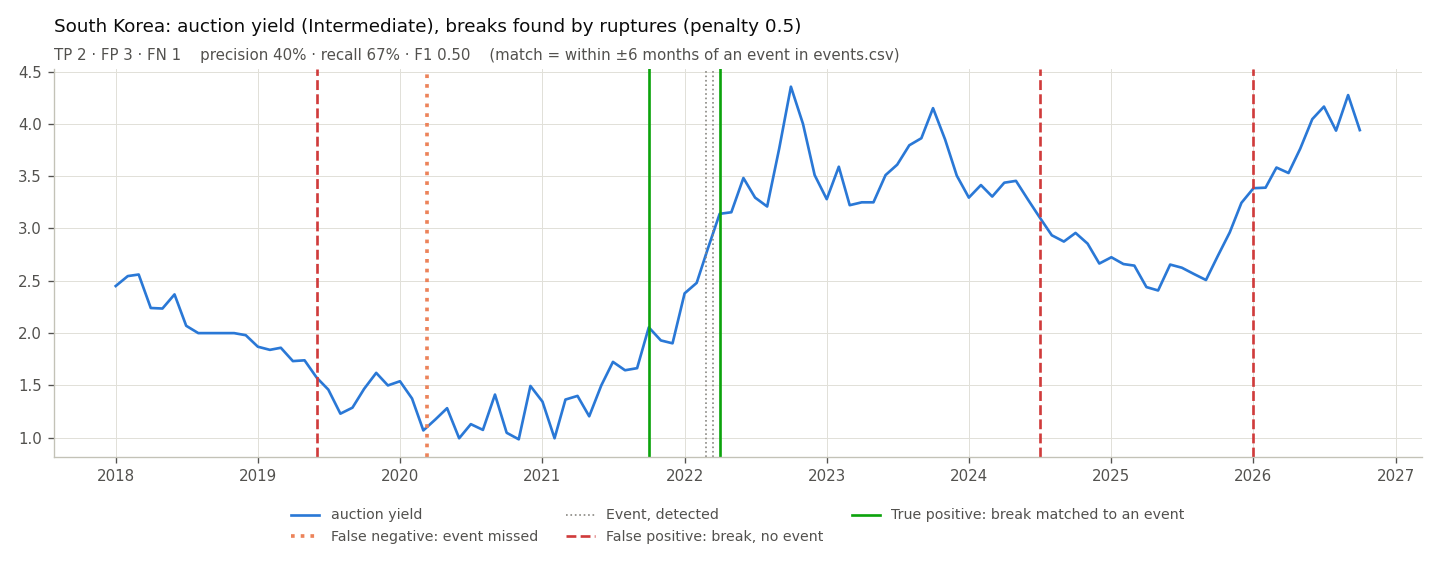 South Korea: auction yield (Intermediate), breaks found by ruptures (penalty 0.5)
TP 2 · FP 3 · FN 1    precision 40% · recall 67% · F1 0.50    (match = within ±6 months of an event in events.csv)
4.5
4.0
3.5
3.0
2.5
2.0
1.5
1.0
2018 2019 2020 2021 2022 2023 2024 2025 2026 2027
auction yield
False negative: event missed
Event, detected
False positive: break, no event
True positive: break matched to an event